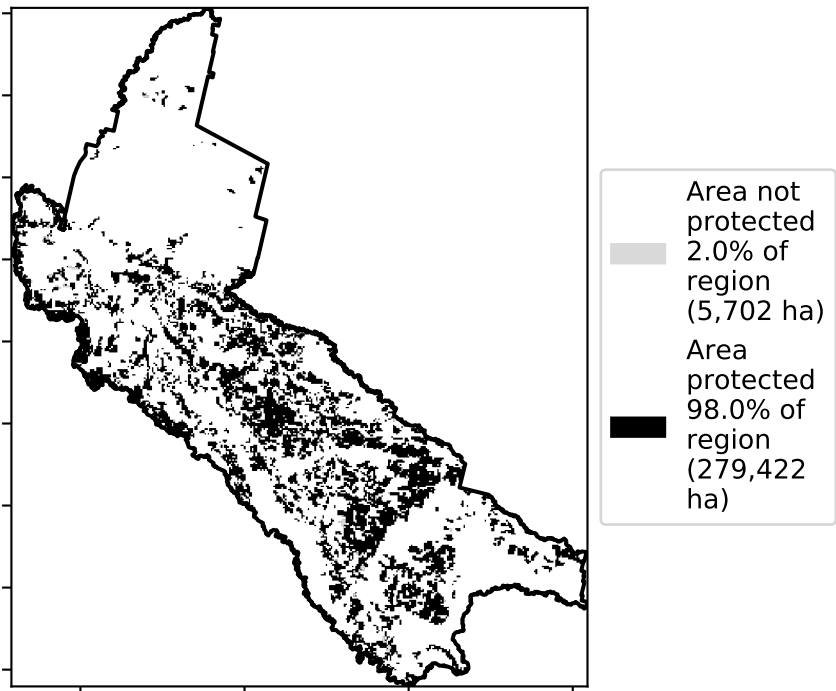 Area not
protected
2.0% of
region
(5,702 ha)
Area
protected
98.0% of
region
(279,422
ha)